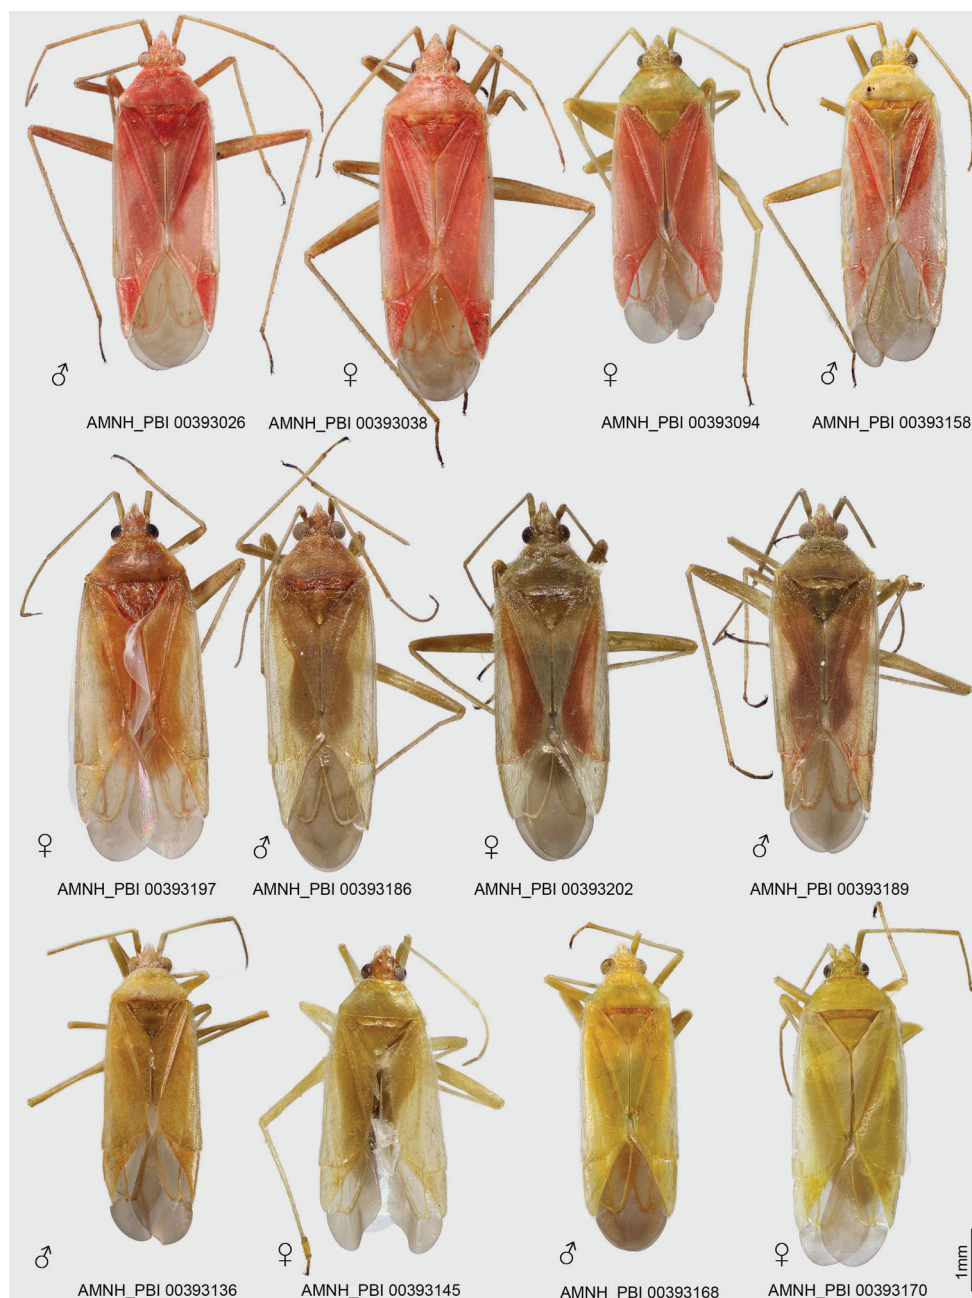 ♂ ♀ ♀ ♂
AMNH_PBI 00393026 AMNH_PBI 00393038 AMNH_PBI 00393094 AMNH_PBI 00393158
♀ ♂ ♀ ♂
AMNH_PBI 00393197 AMNH_PBI 00393186 AMNH_PBI 00393202 AMNH_PBI 00393189
♂ ♀ ♂ ♀
1mm
AMNH_PBI 00393136 AMNH_PBI 00393145 AMNH_PBI 00393168 AMNH_PBI 00393170